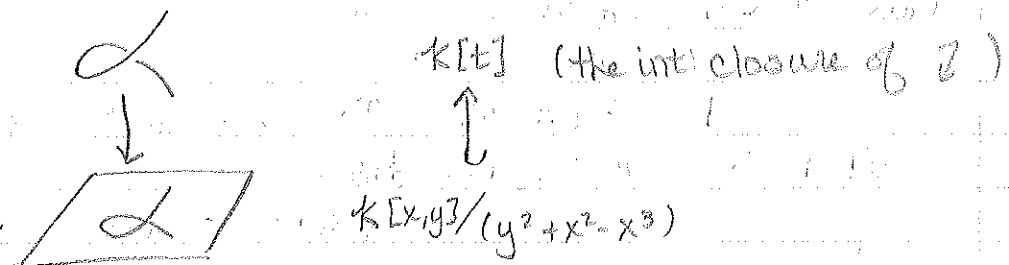 k[t] (the int. closure of ↓)
k[x,y]/(y²+x²-x³)